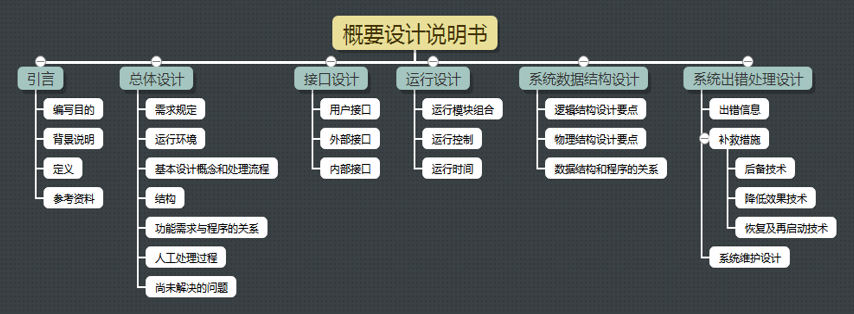 概要设计说明书
引言
编写目的
背景说明
定义
参考资料
总体设计
需求规定
运行环境
基本设计概念和处理流程
结构
功能需求与程序的关系
人工处理过程
尚未解决的问题
接口设计
用户接口
外部接口
内部接口
运行设计
运行模块组合
运行控制
运行时间
系统数据结构设计
逻辑结构设计要点
物理结构设计要点
数据结构和程序的关系
系统出错处理设计
出错信息
补救措施
后备技术
降低效果技术
恢复及再启动技术
系统维护设计